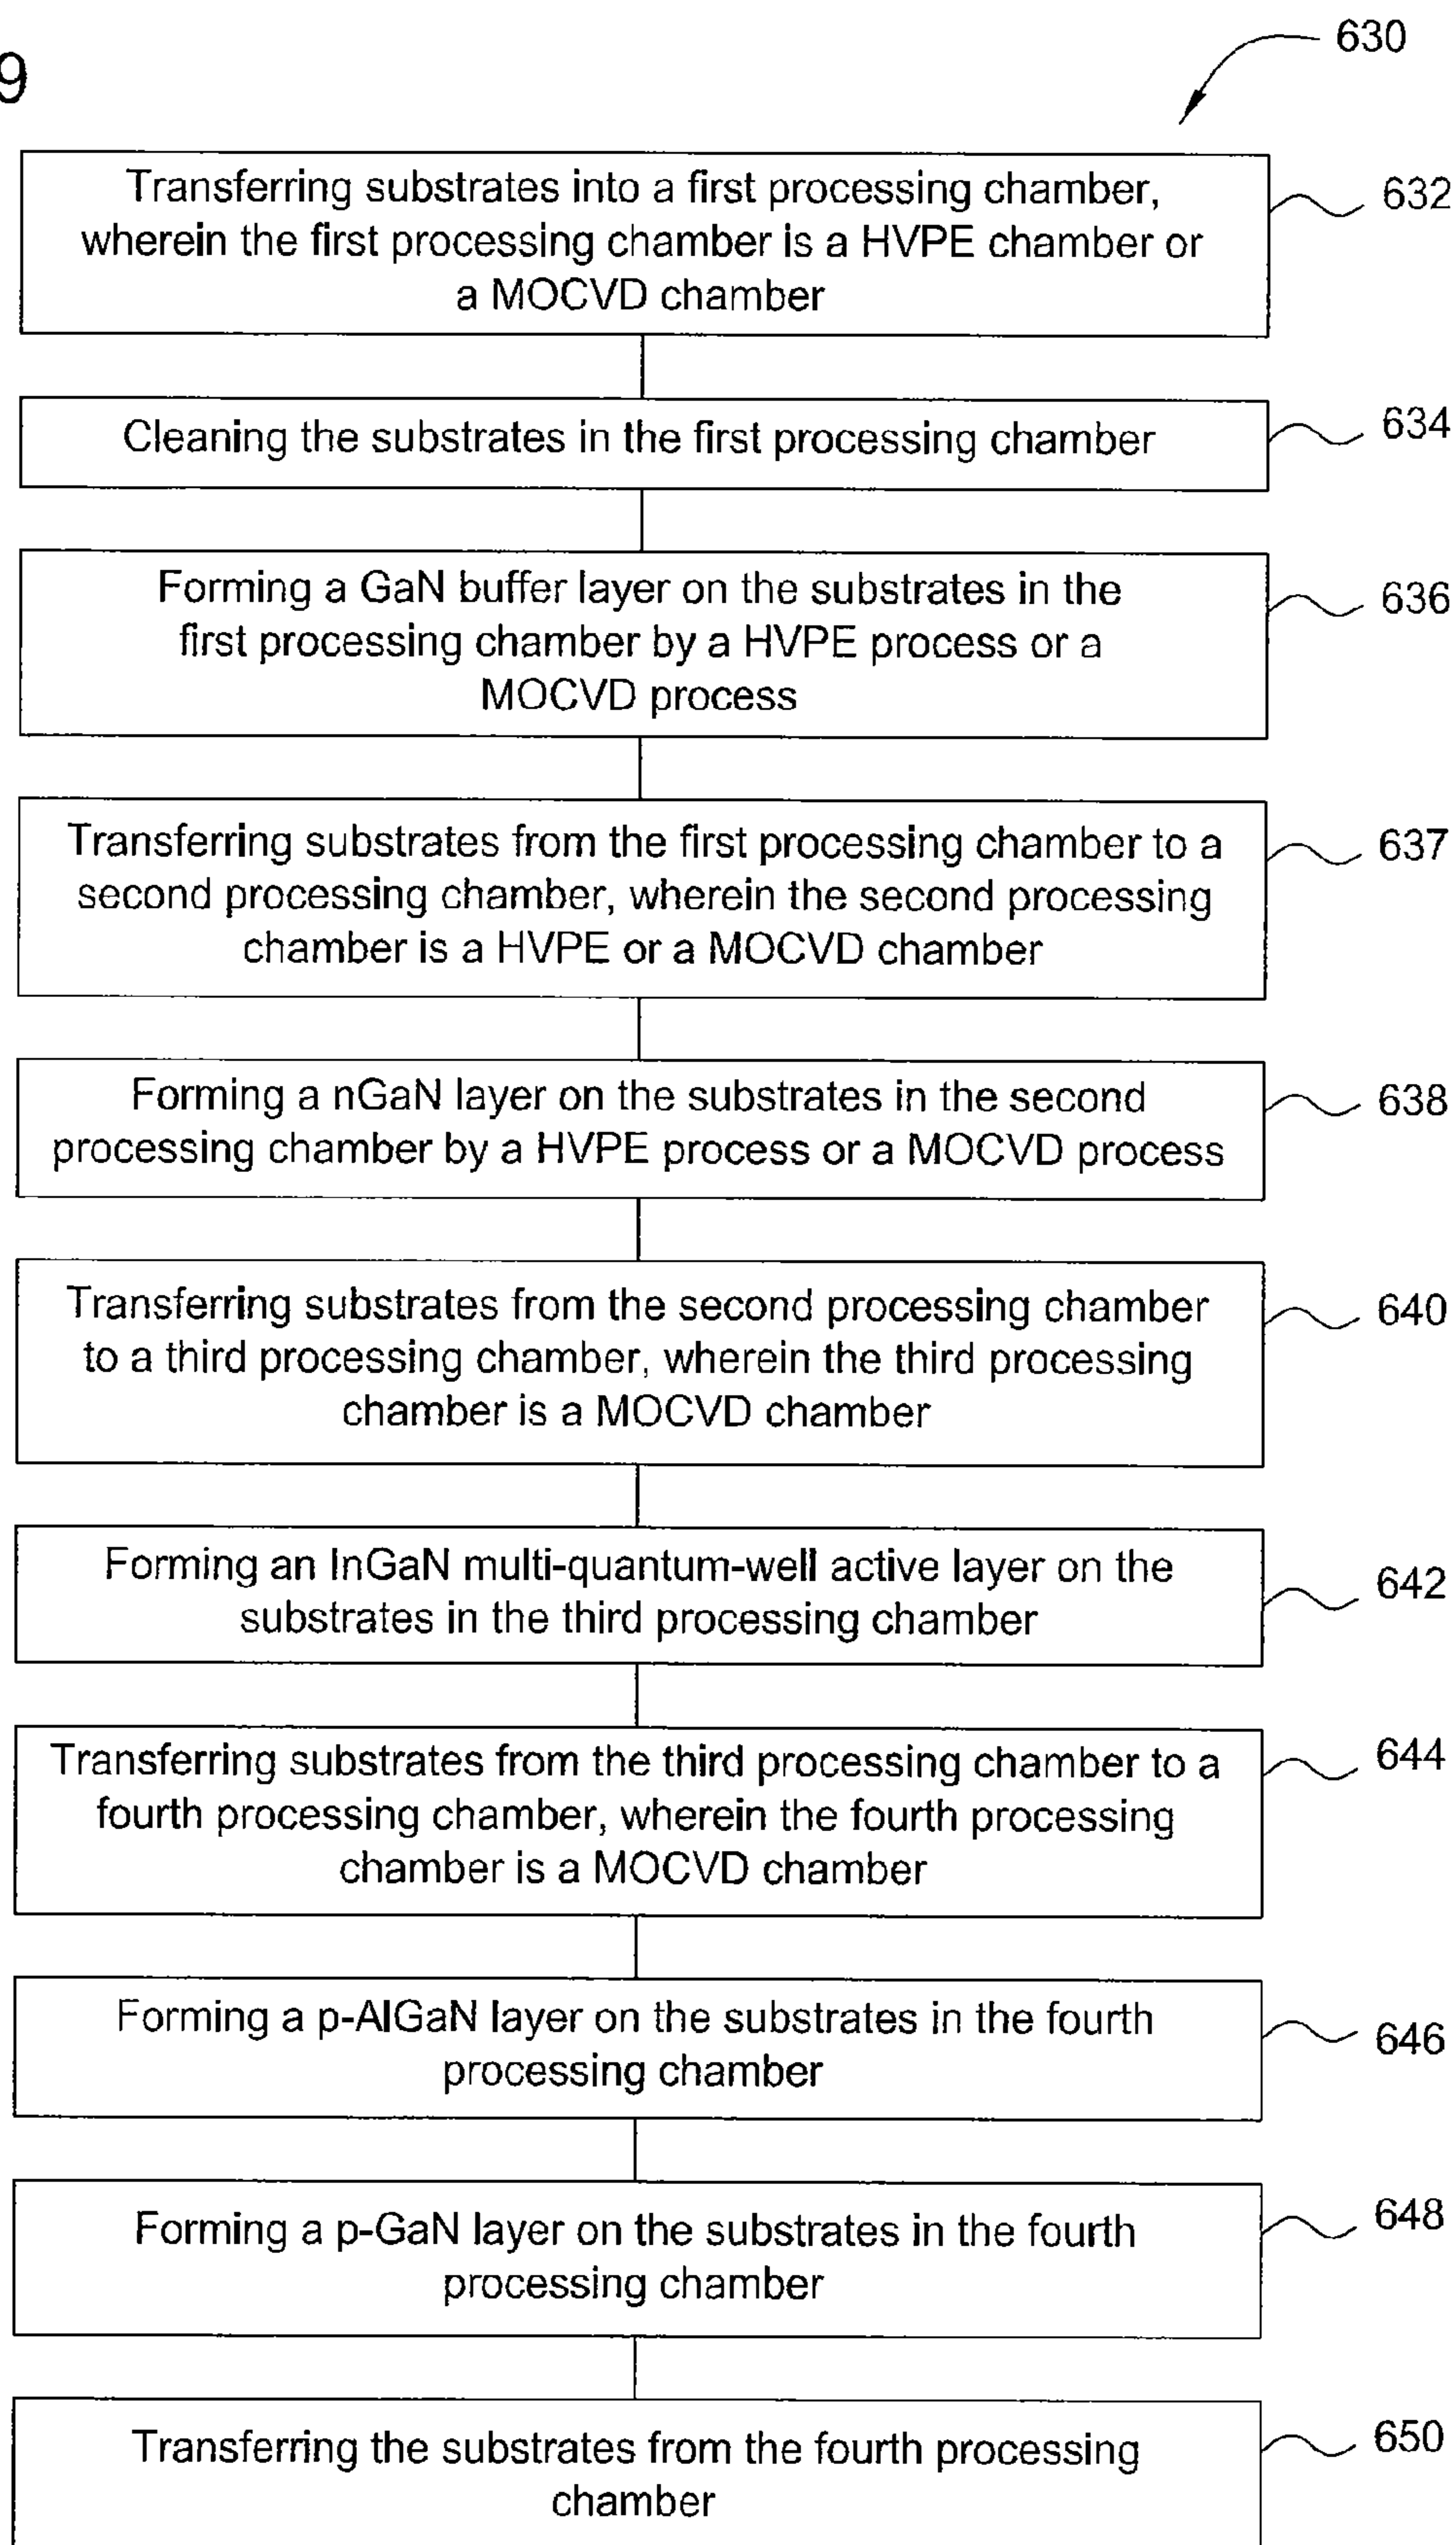 630
9
Transferring substrates into a first processing chamber,
wherein the first processing chamber is a HVPE chamber or
a MOCVD chamber
632
Cleaning the substrates in the first processing chamber
634
Forming a GaN buffer layer on the substrates in the
first processing chamber by a HVPE process or a
MOCVD process
636
Transferring substrates from the first processing chamber to a
second processing chamber, wherein the second processing
chamber is a HVPE or a MOCVD chamber
637
Forming a nGaN layer on the substrates in the second
processing chamber by a HVPE process or a MOCVD process
638
Transferring substrates from the second processing chamber
to a third processing chamber, wherein the third processing
chamber is a MOCVD chamber
640
Forming an InGaN multi-quantum-well active layer on the
substrates in the third processing chamber
642
Transferring substrates from the third processing chamber to a
fourth processing chamber, wherein the fourth processing
chamber is a MOCVD chamber
644
Forming a p-AlGaN layer on the substrates in the fourth
processing chamber
646
Forming a p-GaN layer on the substrates in the fourth
processing chamber
648
Transferring the substrates from the fourth processing
chamber
650